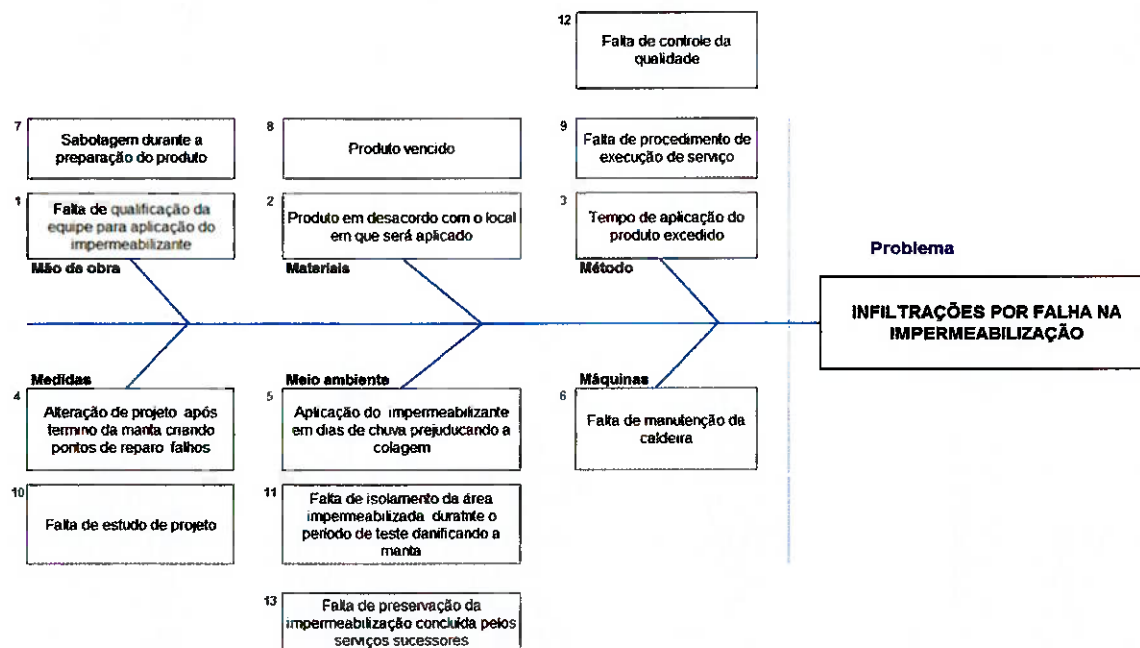 12
Falta de controle da
qualidade
7
Sabotagem durante a
preparação do produto
8
Produto vencido
9
Falta de procedimento de
execução de serviço
1
Falta de qualificação da
equipe para aplicação do
impermeabilizante
2
Produto em desacordo com o local
em que será aplicado
3
Tempo de aplicação do
produto excedido
Mão da obra
Materiais
Método
Problema
INFILTRAÇÕES POR FALHA NA
IMPERMEABILIZAÇÃO
Medidas
Meio ambiente
Máquinas
4
Alteração de projeto após
termino da manta criando
pontos de reparo falhos
5
Aplicação do impermeabilizante
em dias de chuva prejuducando a
colagem
6
Falta de manutenção da
caldeira
10
Falta de estudo de projeto
11
Falta de isolamento da área
impermeabilizada duratnte o
período de teste danificando a
manta
13
Falta de preservação da
impermeabilização concluída pelos
serviços sucessores